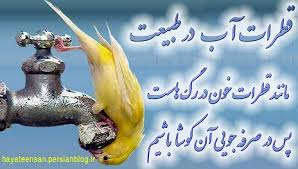 قطرات آب در طبیعت
مانند قطرات خون در رگ هاست
پس در صرفه جویی آن کوشا باشیم
hayateensan.persianblog.ir